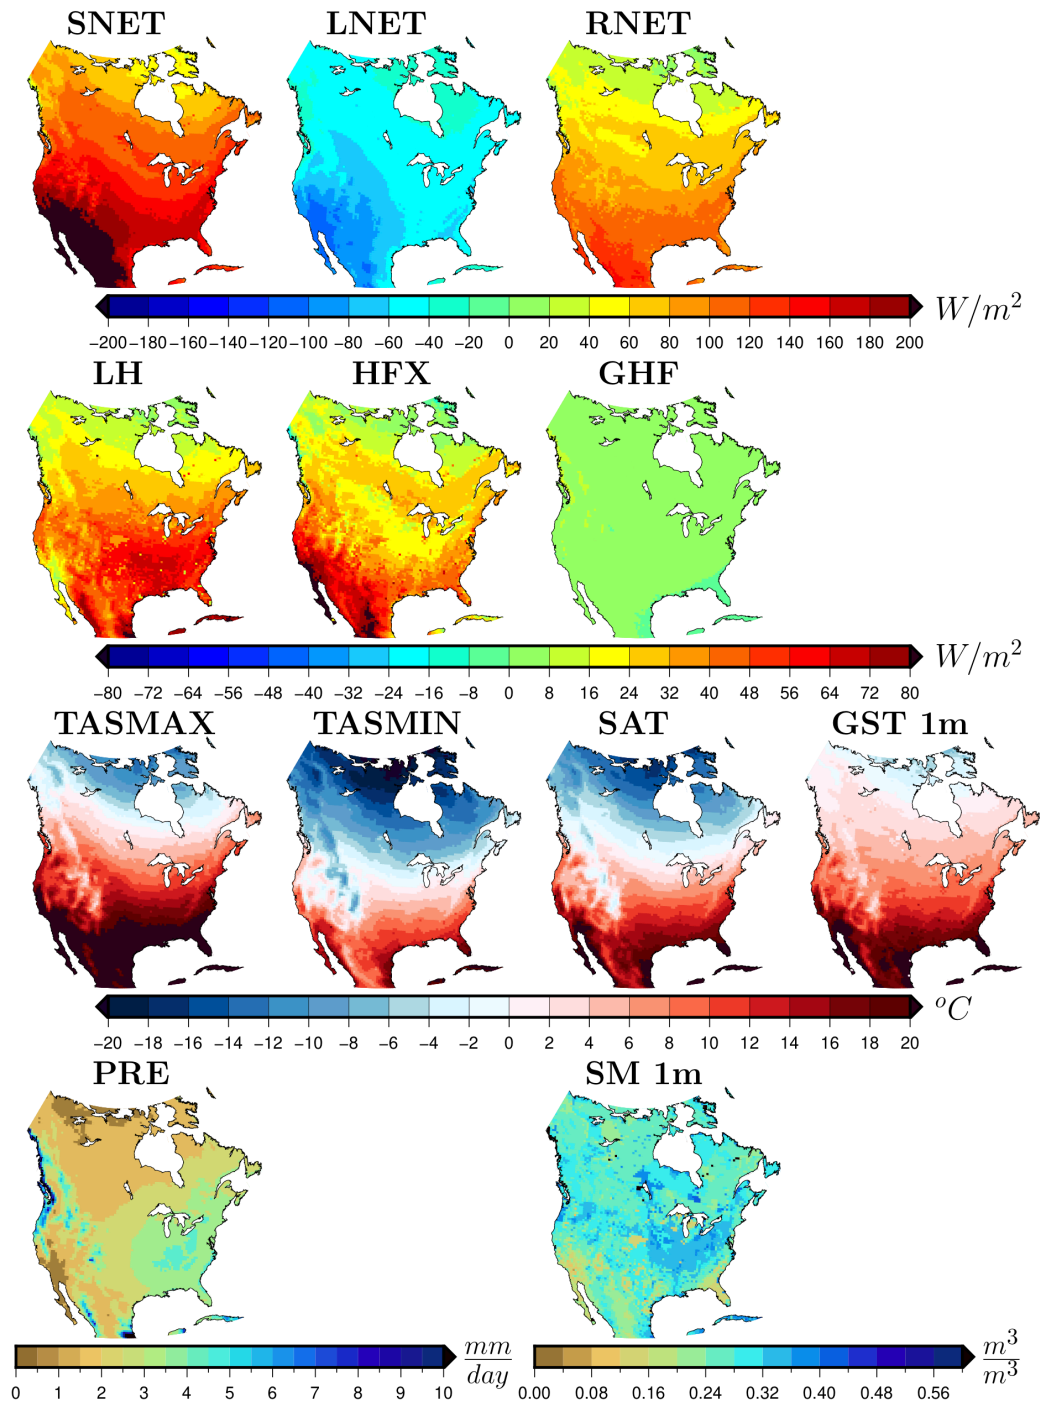 SNET LNET RNET
−200 −180 −160 −140 −120 −100 −80 −60 −40 −20 0 20 40 60 80 100 120 140 160 180 200 W/m²
LH HFX GHF
−80 −72 −64 −56 −48 −40 −32 −24 −16 −8 0 8 16 24 32 40 48 56 64 72 80 W/m²
TASMAX TASMIN SAT GST 1m
−20 −18 −16 −14 −12 −10 −8 −6 −4 −2 0 2 4 6 8 10 12 14 16 18 20 °C
PRE SM 1m
0 1 2 3 4 5 6 7 8 9 10 mm/day
0.00 0.08 0.16 0.24 0.32 0.40 0.48 0.56 m³/m³